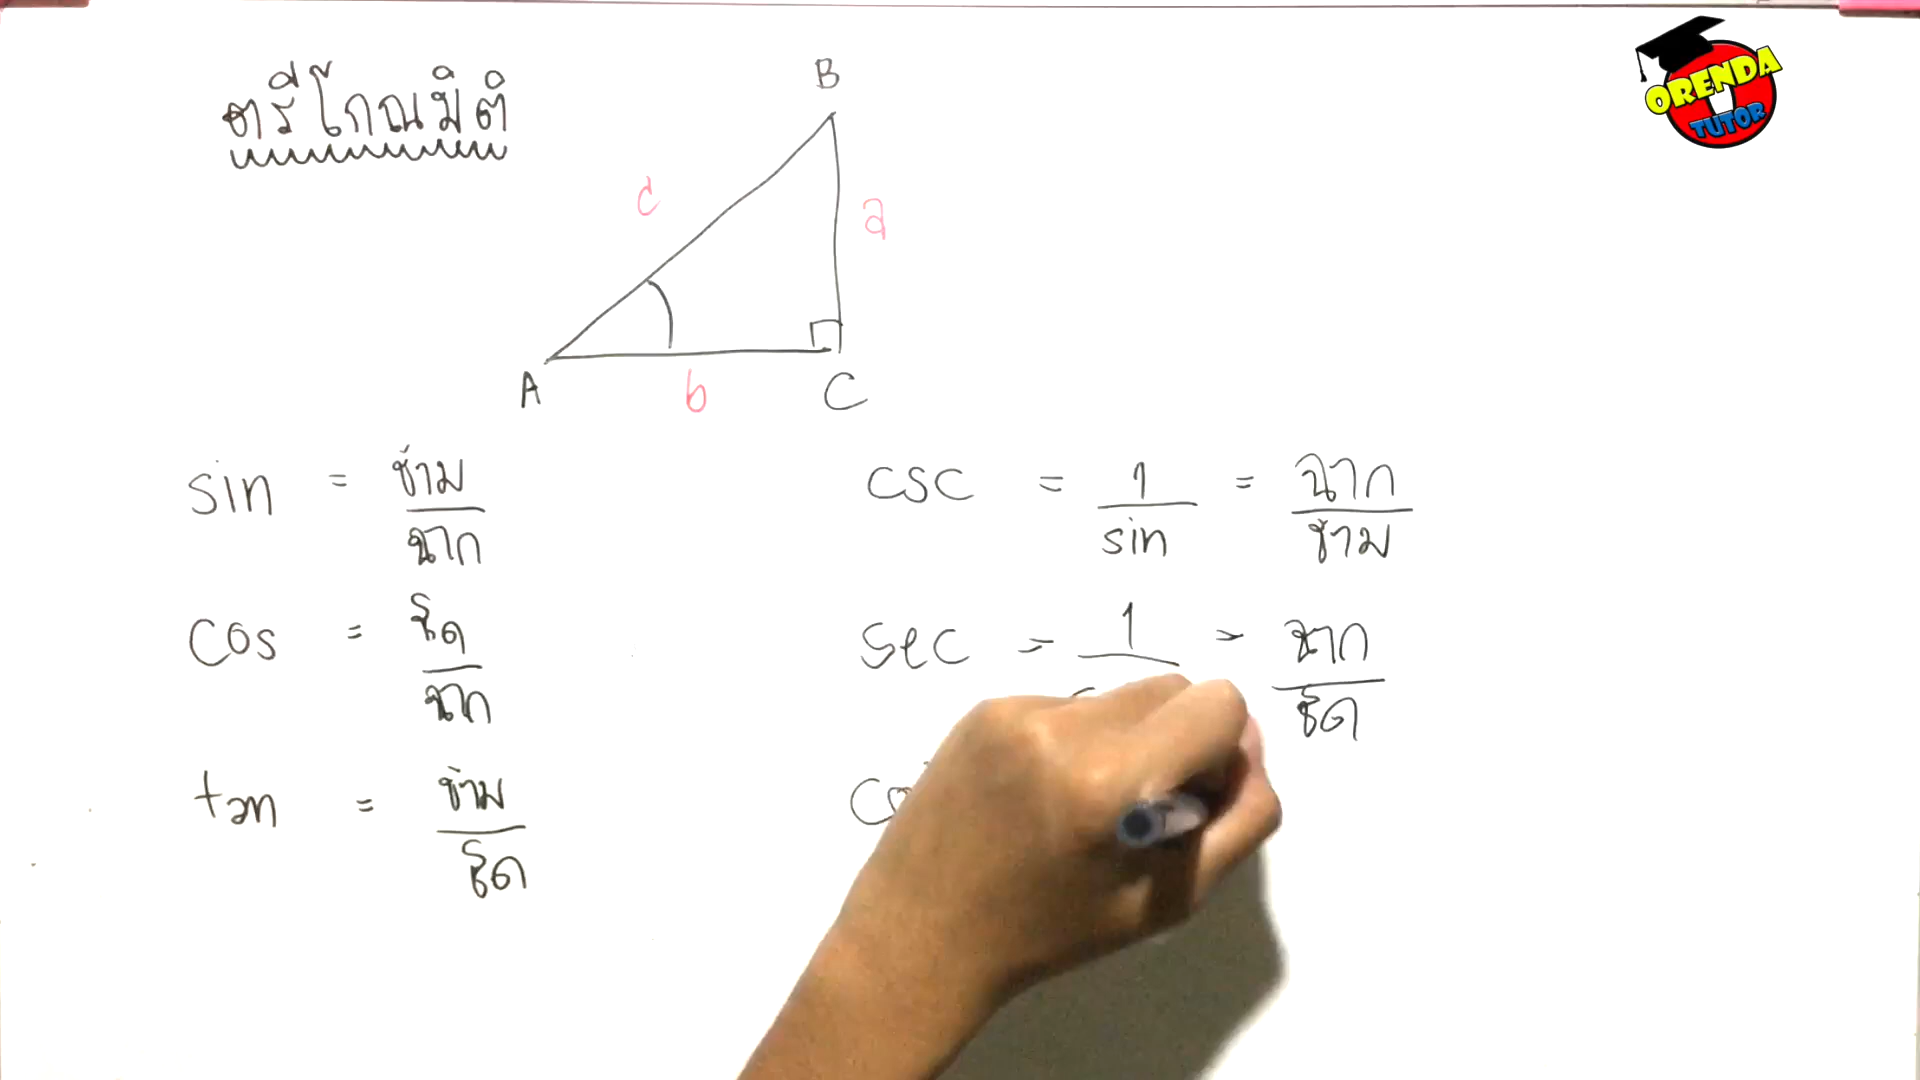 ตรีโกณมิติ
ORENDA
TUTOR
B
c
a
A
b
C
sin = ข้าม/ฉาก
csc = 1/sin = ฉาก/ข้าม
cos = ชิด/ฉาก
sec = 1/ = ฉาก/ชิด
tan = ข้าม/ชิด